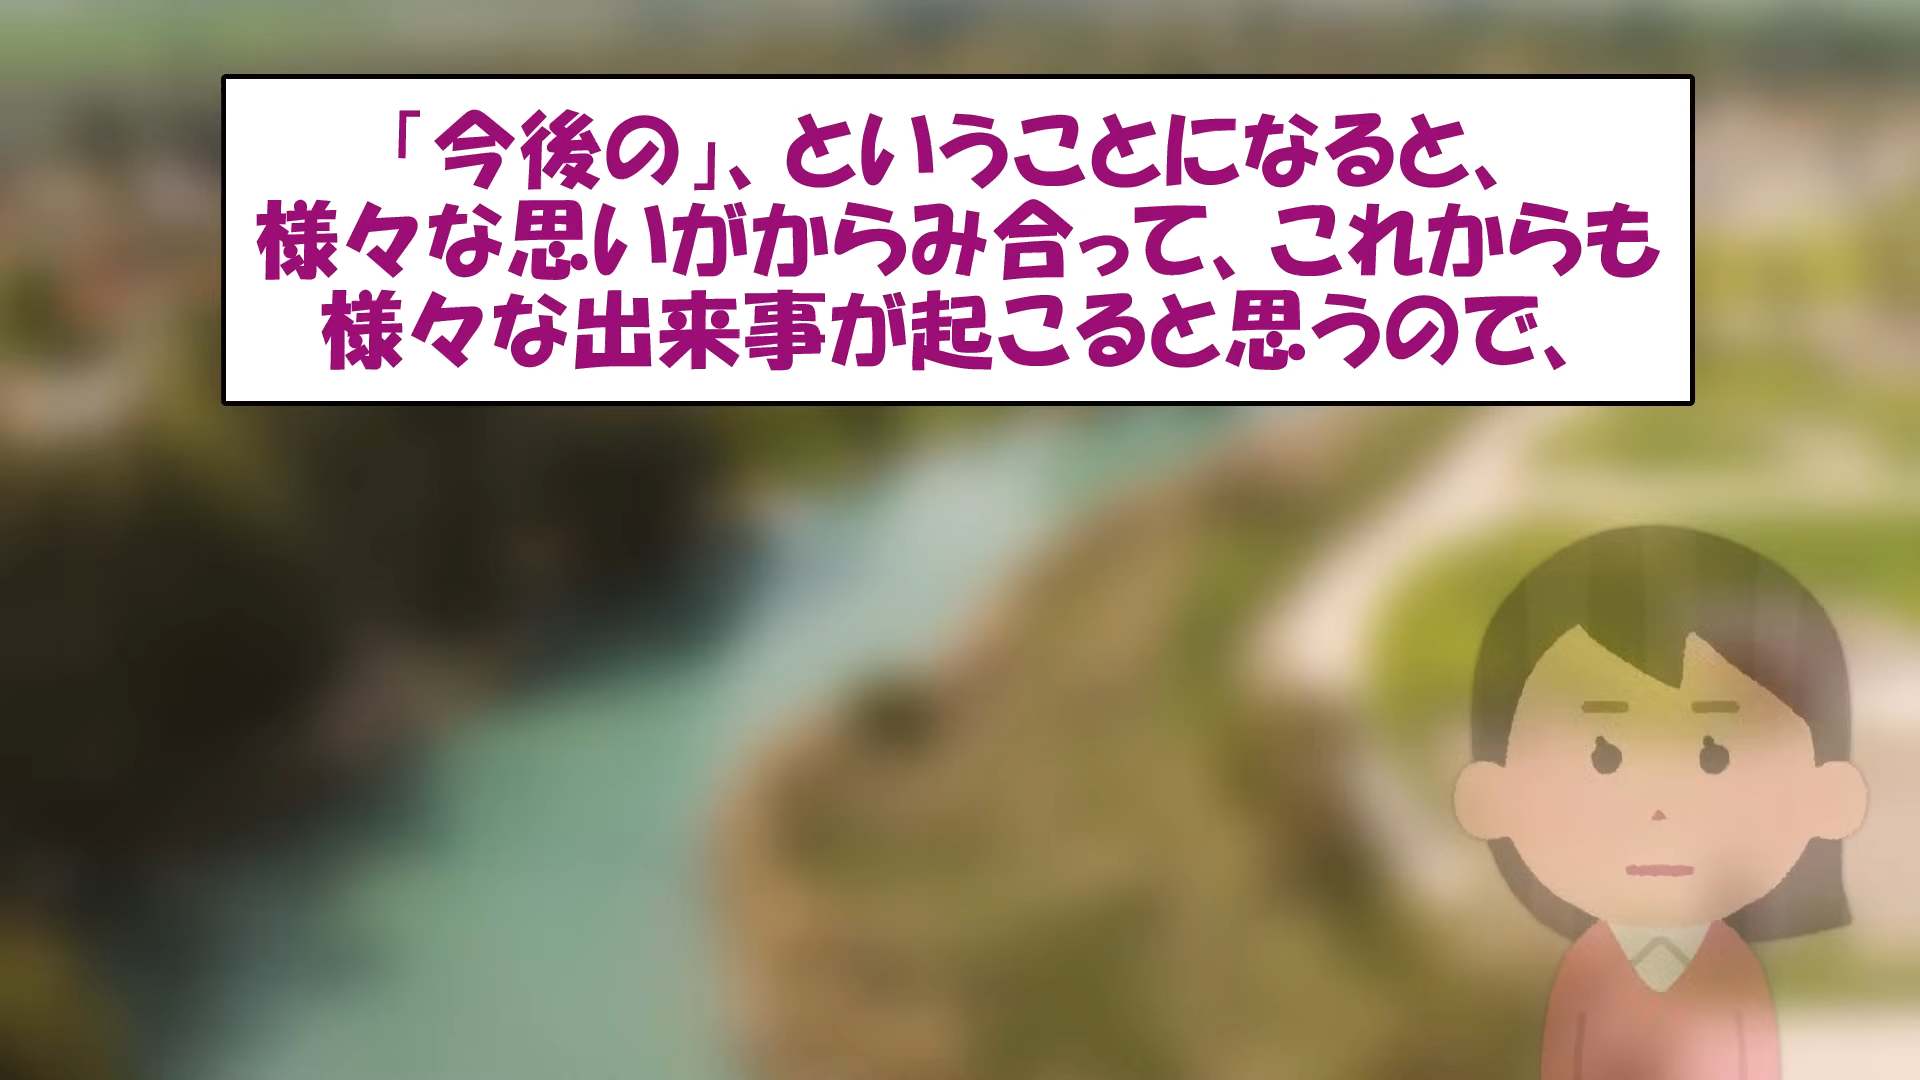 「今後の」、ということになると、
様々な思いがからみ合って、これからも
様々な出来事が起こると思うので、